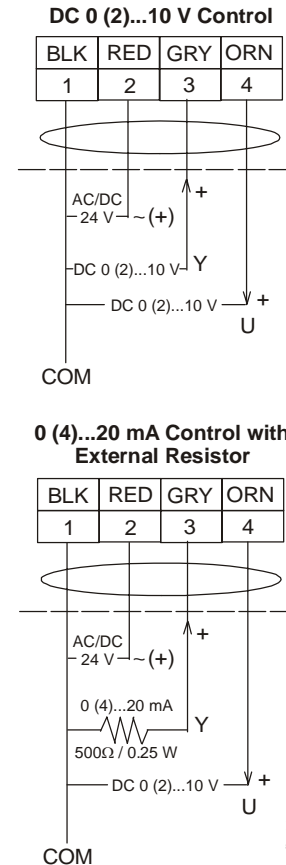 DC 0 (2)...10 V Control
BLK RED GRY ORN
1 2 3 4
AC/DC
24 V ~(+)
+
DC 0 (2)...10 V Y
DC 0 (2)...10 V +
U
COM
0 (4)...20 mA Control with
External Resistor
BLK RED GRY ORN
1 2 3 4
AC/DC
24 V ~(+)
+
0 (4)...20 mA
Y
500Ω / 0.25 W
DC 0 (2)...10 V +
U
COM